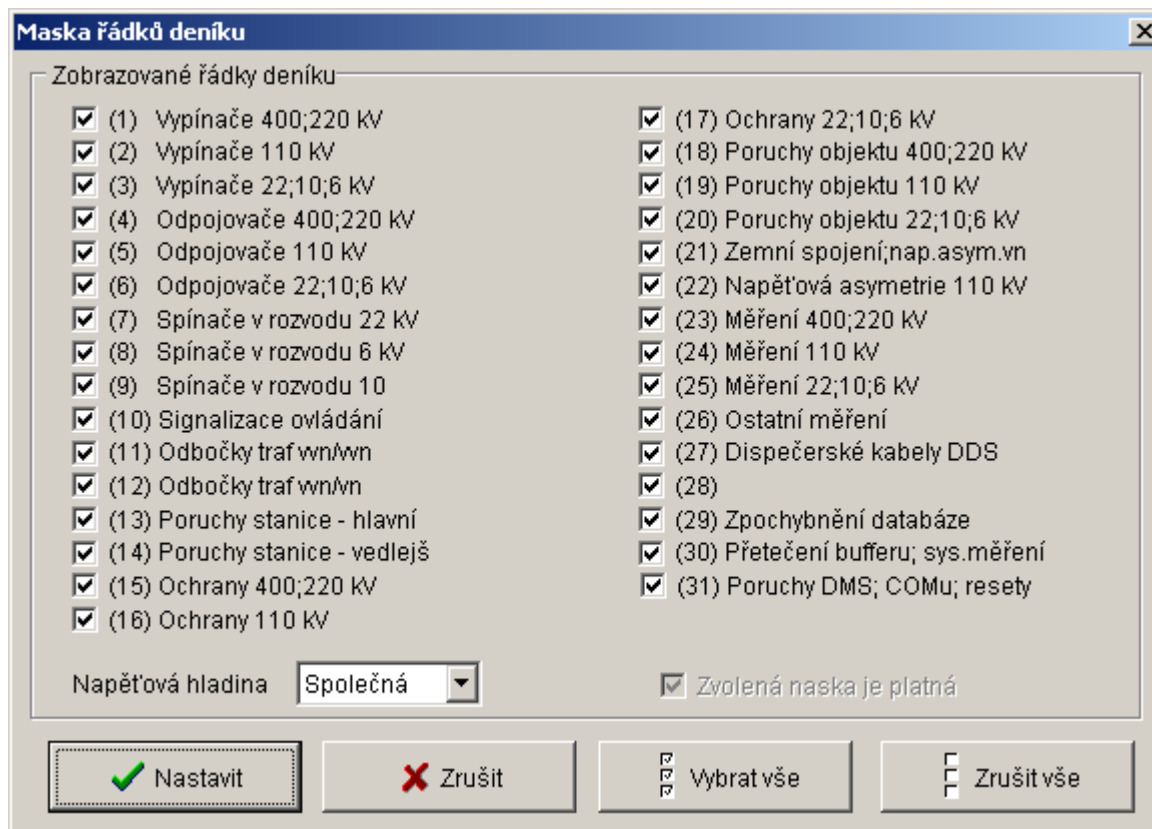 Maska řádků deníku
Zobrazované řádky deníku
(1) Vypínače 400;220 kV
(2) Vypínače 110 kV
(3) Vypínače 22;10;6 kV
(4) Odpojovače 400;220 kV
(5) Odpojovače 110 kV
(6) Odpojovače 22;10;6 kV
(7) Spínače v rozvodu 22 kV
(8) Spínače v rozvodu 6 kV
(9) Spínače v rozvodu 10
(10) Signalizace ovládání
(11) Odbočky traf vvn/vvn
(12) Odbočky traf vvn/vn
(13) Poruchy stanice - hlavní
(14) Poruchy stanice - vedlejš
(15) Ochrany 400;220 kV
(16) Ochrany 110 kV
(17) Ochrany 22;10;6 kV
(18) Poruchy objektu 400;220 kV
(19) Poruchy objektu 110 kV
(20) Poruchy objektu 22;10;6 kV
(21) Zemní spojení;nap.asym.vn
(22) Napěťová asymetrie 110 kV
(23) Měření 400;220 kV
(24) Měření 110 kV
(25) Měření 22;10;6 kV
(26) Ostatní měření
(27) Dispečerské kabely DDS
(28)
(29) Zpochybnění databáze
(30) Přetečení bufferu; sys.měření
(31) Poruchy DMS; COMu; resety
Napěťová hladina Společná
Zvolená naska je platná
Nastavit Zrušit Vybrat vše Zrušit vše